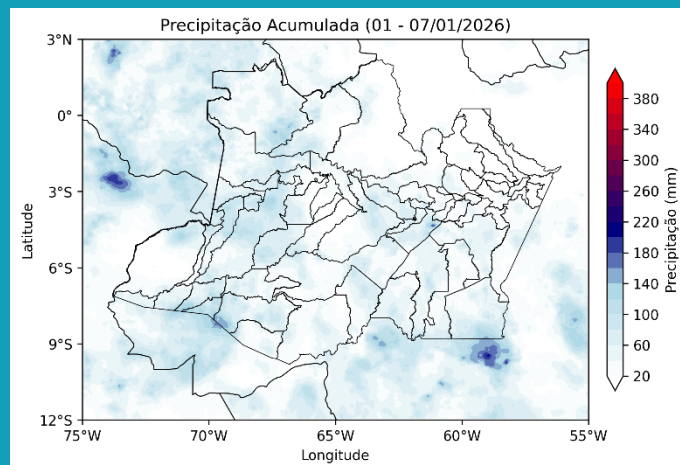 Precipitação Acumulada (01 - 07/01/2026)
3°N
0°
3°S
6°S
9°S
12°S
Latitude
75°W
70°W
65°W
60°W
55°W
Longitude
380
340
300
260
220
180
140
100
60
20
Precipitação (mm)